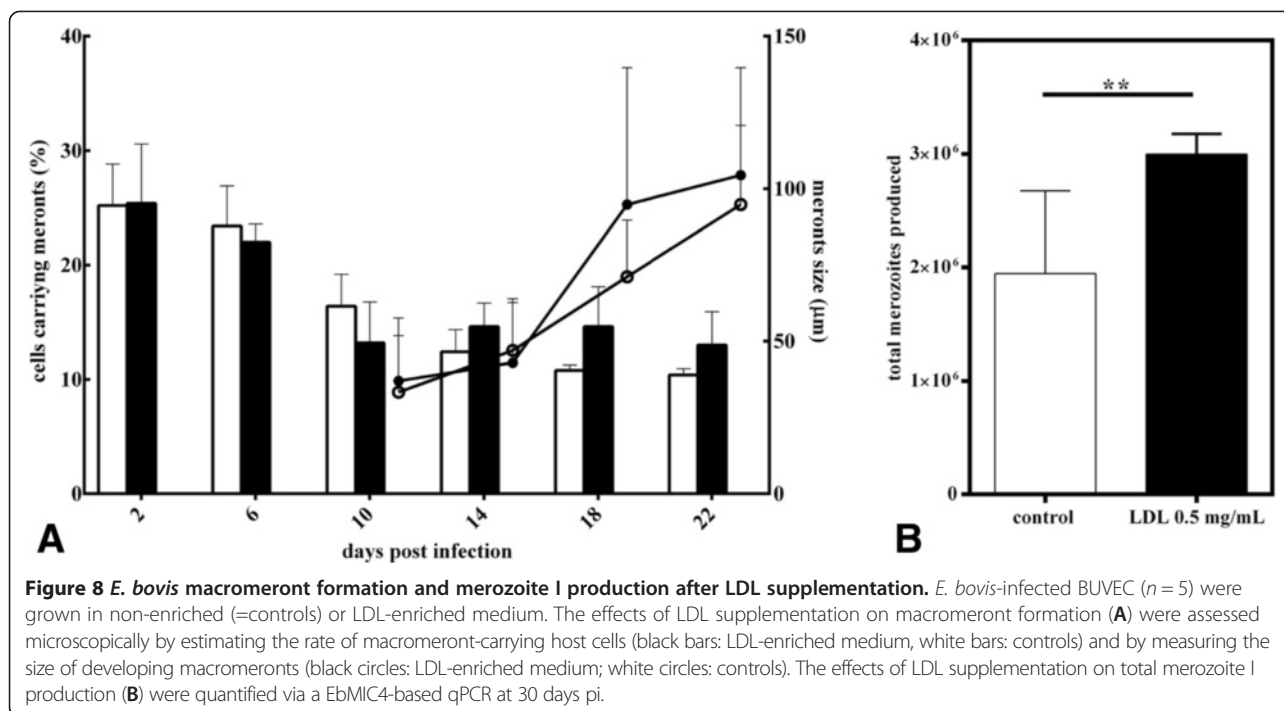 40
30
20
10
0
cells carriyng meronts (%)
150
100
50
0
meronts size (μm)
2
6
10
14
18
22
days post infection
A
4×10⁶
3×10⁶
2×10⁶
1×10⁶
0
total merozoites produced
**
control
LDL 0.5 mg/mL
B
Figure 8 E. bovis macromeront formation and merozoite I production after LDL supplementation. E. bovis-infected BUVEC (n = 5) were
grown in non-enriched (=controls) or LDL-enriched medium. The effects of LDL supplementation on macromeront formation (A) were assessed
microscopically by estimating the rate of macromeront-carrying host cells (black bars: LDL-enriched medium, white bars: controls) and by measuring the
size of developing macromeronts (black circles: LDL-enriched medium; white circles: controls). The effects of LDL supplementation on total merozoite I
production (B) were quantified via a EbMIC4-based qPCR at 30 days pi.